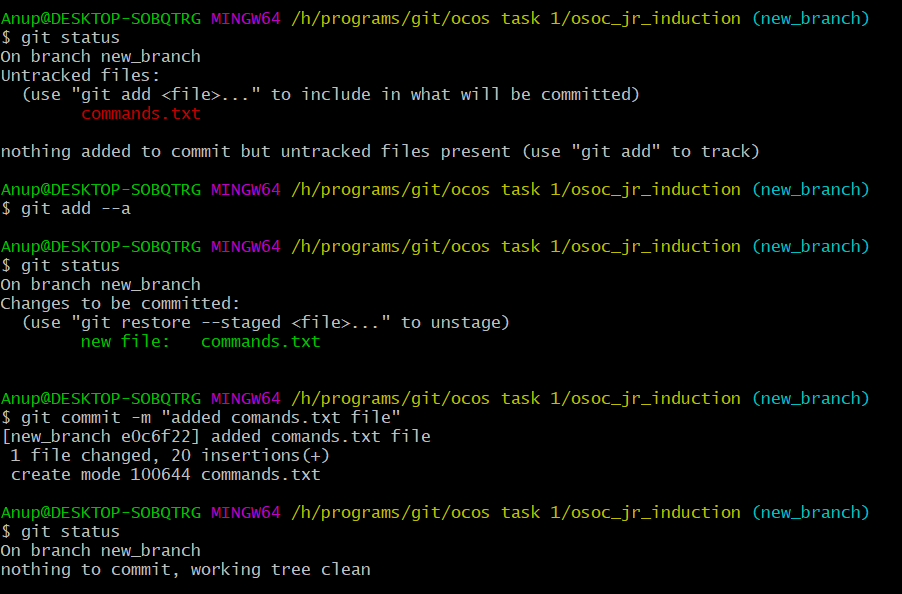 Anup@DESKTOP-SOBQTRG MINGW64 /h/programs/git/ocos task 1/osoc_jr_induction (new_branch)
$ git status
On branch new_branch
Untracked files:
  (use "git add <file>..." to include in what will be committed)
        commands.txt

nothing added to commit but untracked files present (use "git add" to track)

Anup@DESKTOP-SOBQTRG MINGW64 /h/programs/git/ocos task 1/osoc_jr_induction (new_branch)
$ git add --a

Anup@DESKTOP-SOBQTRG MINGW64 /h/programs/git/ocos task 1/osoc_jr_induction (new_branch)
$ git status
On branch new_branch
Changes to be committed:
  (use "git restore --staged <file>..." to unstage)
        new file:   commands.txt


Anup@DESKTOP-SOBQTRG MINGW64 /h/programs/git/ocos task 1/osoc_jr_induction (new_branch)
$ git commit -m "added comands.txt file"
[new_branch e0c6f22] added comands.txt file
 1 file changed, 20 insertions(+)
 create mode 100644 commands.txt

Anup@DESKTOP-SOBQTRG MINGW64 /h/programs/git/ocos task 1/osoc_jr_induction (new_branch)
$ git status
On branch new_branch
nothing to commit, working tree clean